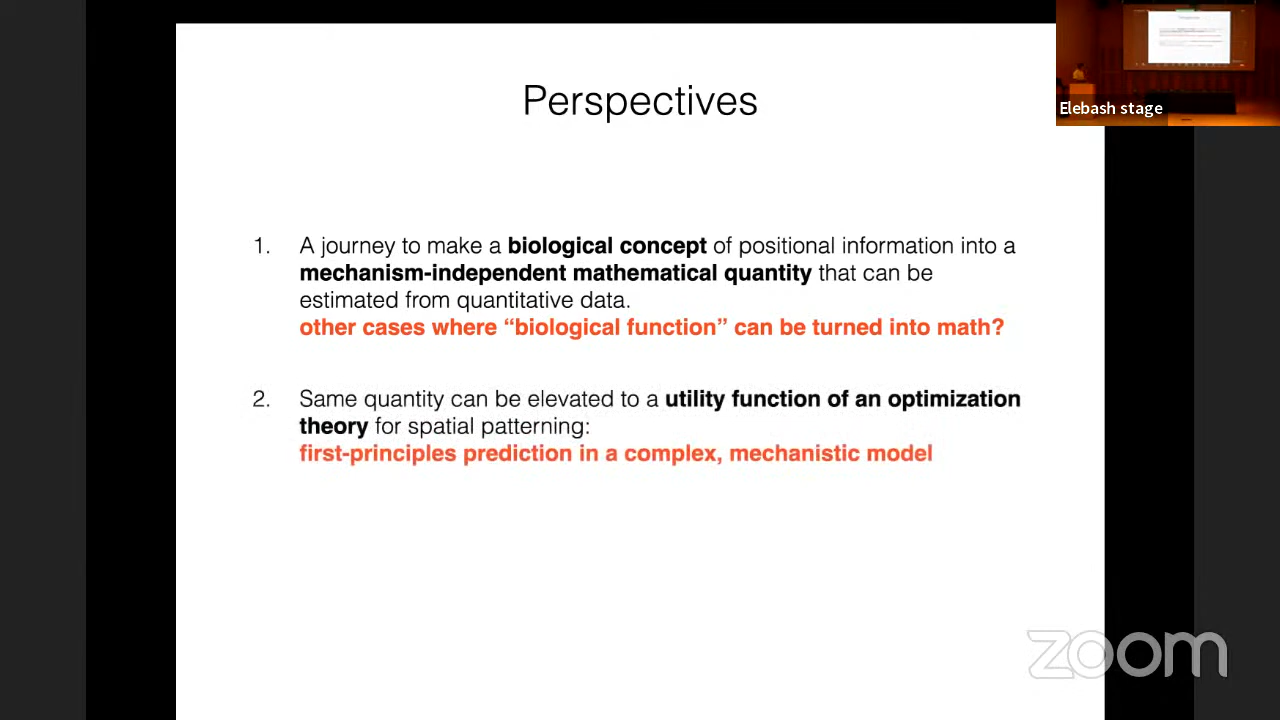 Perspectives
Elebash stage
1. A journey to make a biological concept of positional information into a
mechanism-independent mathematical quantity that can be
estimated from quantitative data.
other cases where “biological function” can be turned into math?
2. Same quantity can be elevated to a utility function of an optimization
theory for spatial patterning:
first-principles prediction in a complex, mechanistic model
zoom